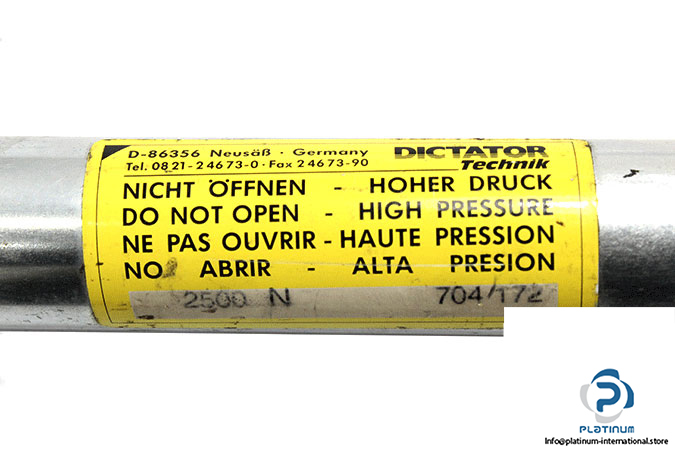 D-86356 Neusäß · Germany DICTATOR
Tel. 0821-24673-0 · Fax 24673-90 Technik
NICHT ÖFFNEN - HOHER DRUCK
DO NOT OPEN - HIGH PRESSURE
NE PAS OUVRIR - HAUTE PRESSION
NO ABRIR - ALTA PRESION
2500 N 704/172
PLATINUM
Info@platinum-international.store